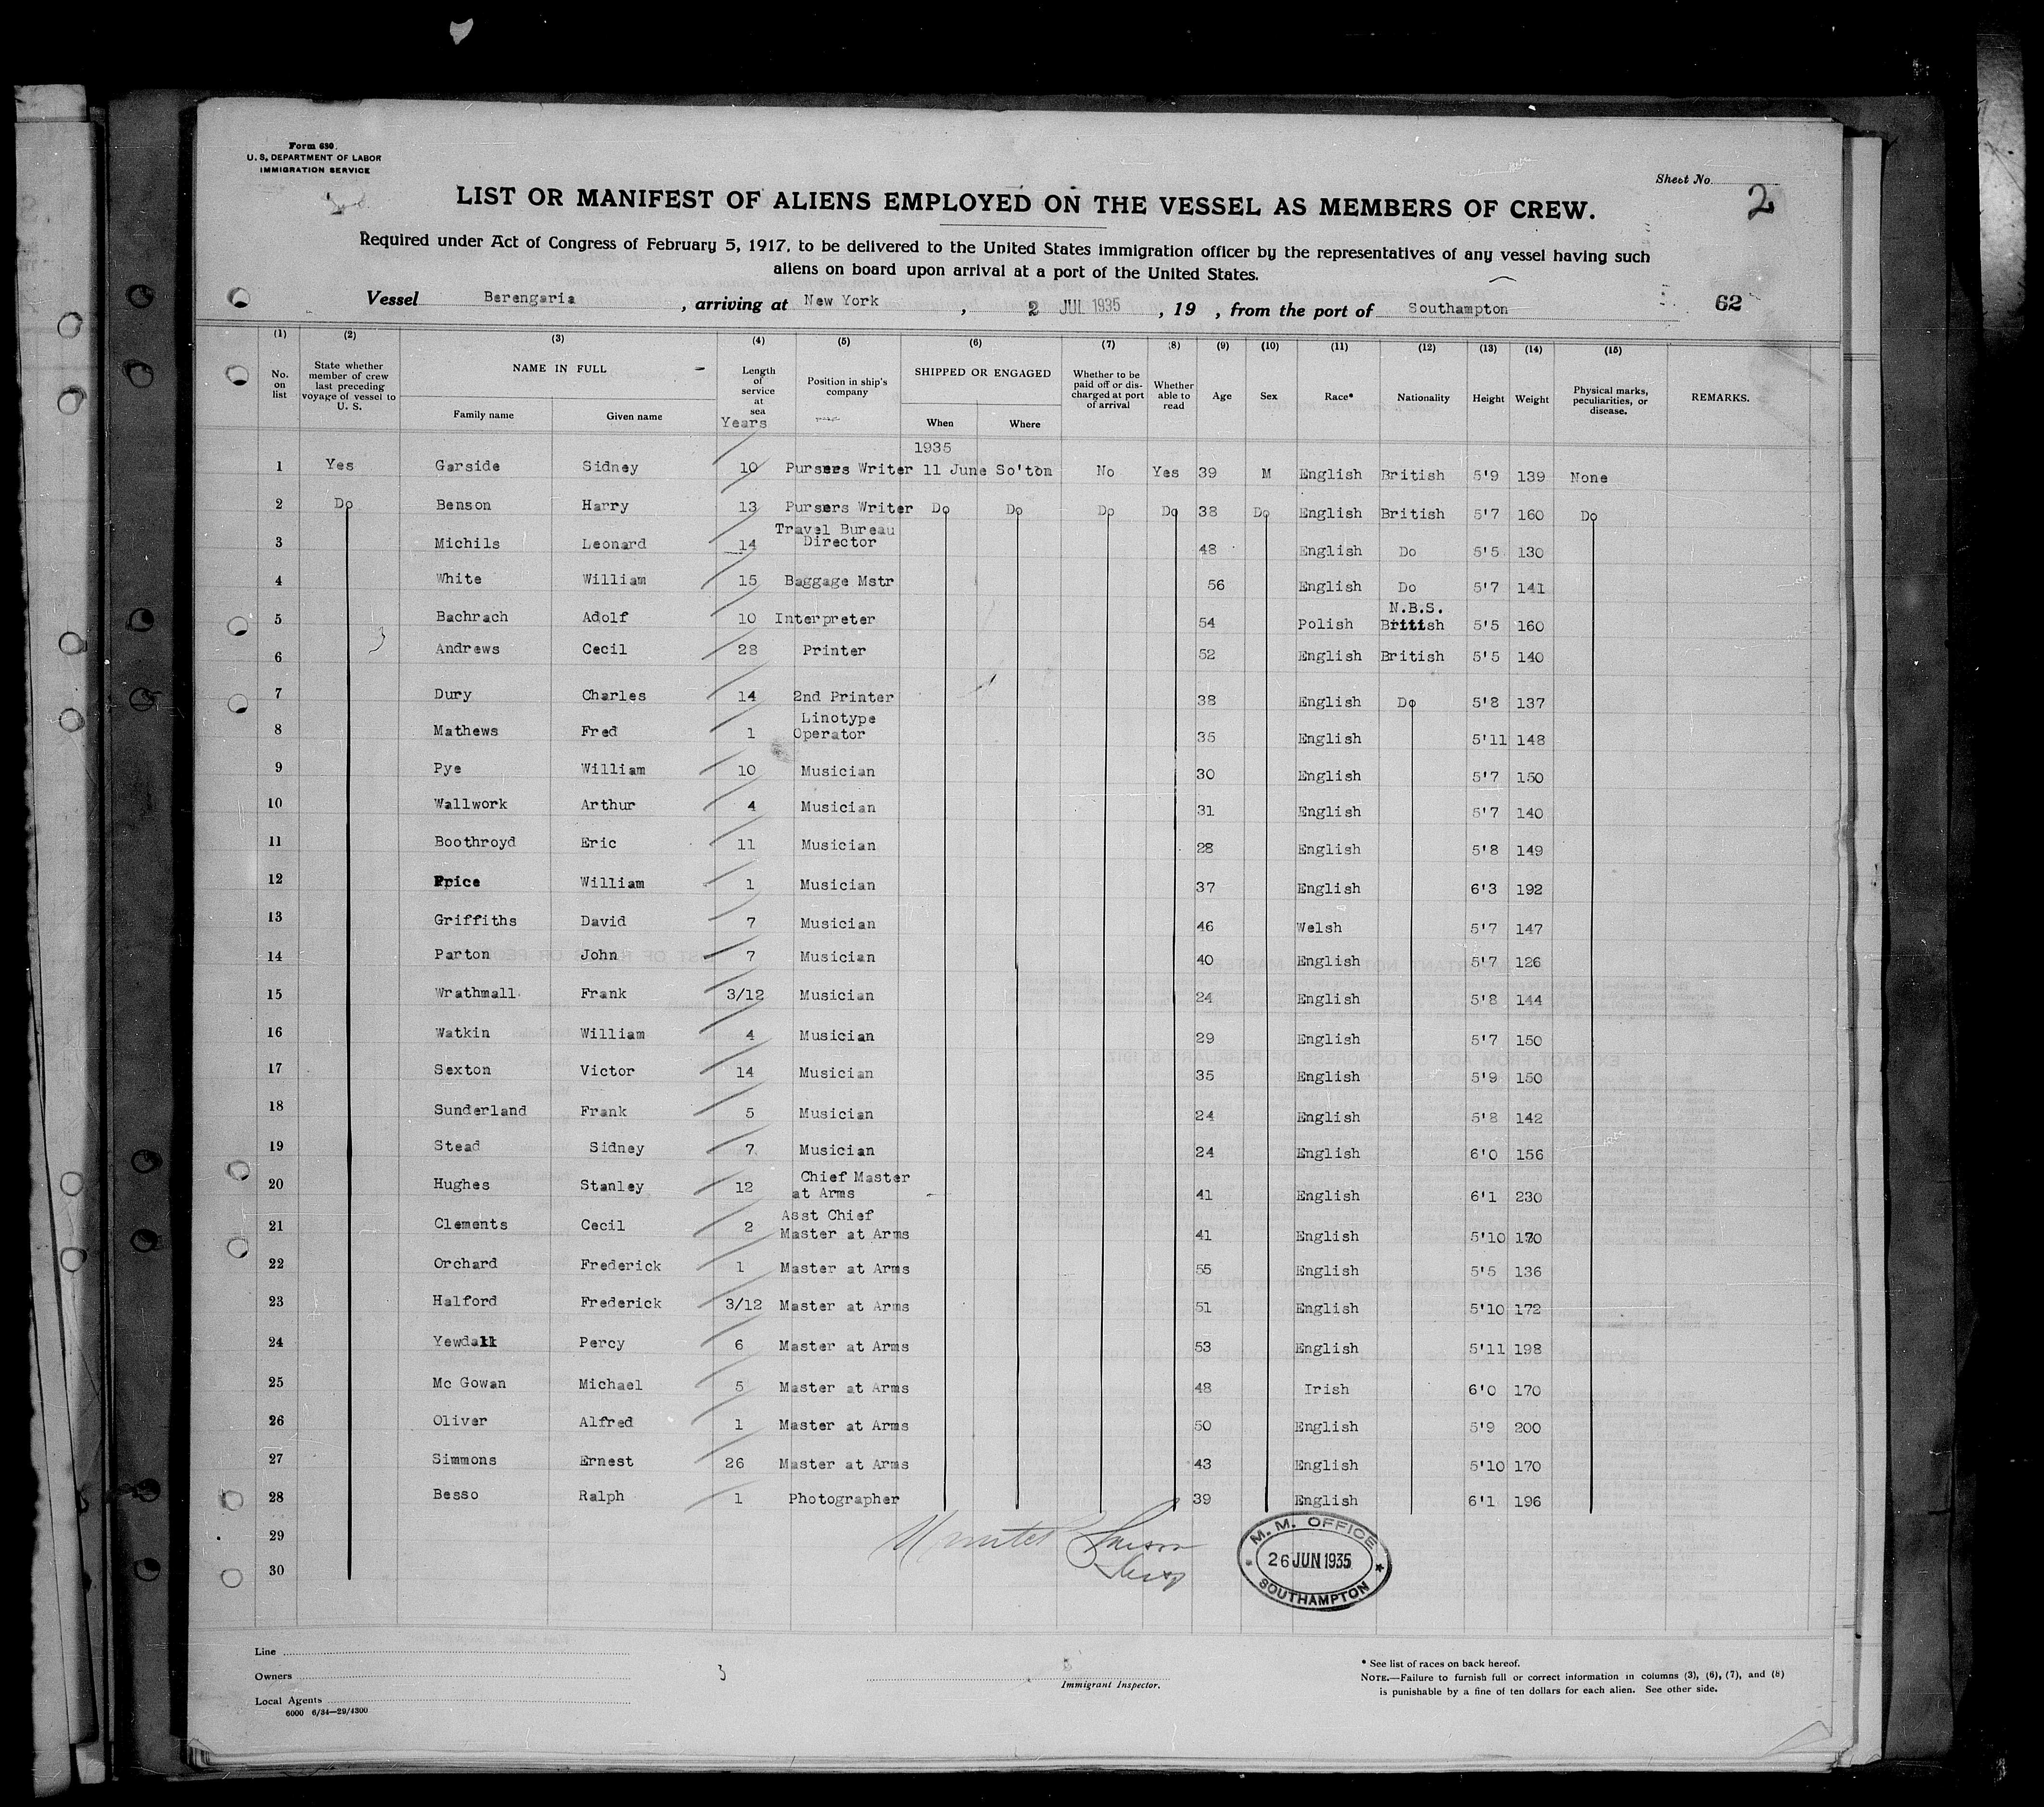 Form 680.
U. S. DEPARTMENT OF LABOR
IMMIGRATION SERVICE
Sheet No. 2
LIST OR MANIFEST OF ALIENS EMPLOYED ON THE VESSEL AS MEMBERS OF CREW.
Required under Act of Congress of February 5, 1917, to be delivered to the United States immigration officer by the representatives of any vessel having such
aliens on board upon arrival at a port of the United States.
Vessel Berengaria, arriving at New York, 2 JUL 1935, 19 , from the port of Southampton 62
(1) (2) (3) (4) (5) (6) (7) (8) (9) (10) (11) (12) (13) (14) (15)
No. on list
State whether member of crew last preceding voyage of vessel to U. S.
NAME IN FULL
Family name Given name
Length of service at sea Years
Position in ship's company
SHIPPED OR ENGAGED
When Where
Whether to be paid off or discharged at port of arrival
Whether able to read
Age
Sex
Race*
Nationality
Height
Weight
Physical marks, peculiarities, or disease.
REMARKS.
1935
1 Yes Garside Sidney 10 Pursers Writer 11 June So'ton No Yes 39 M English British 5'9 139 None
2 Do Benson Harry 13 Pursers Writer Do Do Do Do 38 Do English British 5'7 160 Do
3 Michils Leonard 14 Travel Bureau Director 48 English Do 5'5 130
4 White William 15 Baggage Mstr 56 English Do 5'7 141
5 Bachrach Adolf 10 Interpreter 54 Polish N.B.S. British 5'5 160
6 Andrews Cecil 28 Printer 52 English British 5'5 140
7 Dury Charles 14 2nd Printer 38 English Do 5'8 137
8 Mathews Fred 1 Linotype Operator 35 English 5'11 148
9 Pye William 10 Musician 30 English 5'7 150
10 Wallwork Arthur 4 Musician 31 English 5'7 140
11 Boothroyd Eric 11 Musician 28 English 5'8 149
12 Price William 1 Musician 37 English 6'3 192
13 Griffiths David 7 Musician 46 Welsh 5'7 147
14 Parton John 7 Musician 40 English 5'7 126
15 Wrathmall Frank 3/12 Musician 24 English 5'8 144
16 Watkin William 4 Musician 29 English 5'7 150
17 Sexton Victor 14 Musician 35 English 5'9 150
18 Sunderland Frank 5 Musician 24 English 5'8 142
19 Stead Sidney 7 Musician 24 English 6'0 156
20 Hughes Stanley 12 Chief Master at Arms 41 English 6'1 230
21 Clements Cecil 2 Asst Chief Master at Arms 41 English 5'10 170
22 Orchard Frederick 1 Master at Arms 55 English 5'5 136
23 Halford Frederick 3/12 Master at Arms 51 English 5'10 172
24 Yewdall Percy 6 Master at Arms 53 English 5'11 198
25 Mc Gowan Michael 5 Master at Arms 48 Irish 6'0 170
26 Oliver Alfred 1 Master at Arms 50 English 5'9 200
27 Simmons Ernest 26 Master at Arms 43 English 5'10 170
28 Besso Ralph 1 Photographer 39 English 6'1 196
29
30
M. M. OFFICE
26 JUN 1935
SOUTHAMPTON
Line
Owners
Local Agents
6000 6/34—29/4300
3
Immigrant Inspector.
* See list of races on back hereof.
NOTE.—Failure to furnish full or correct information in columns (3), (6), (7), and (8)
is punishable by a fine of ten dollars for each alien. See other side.